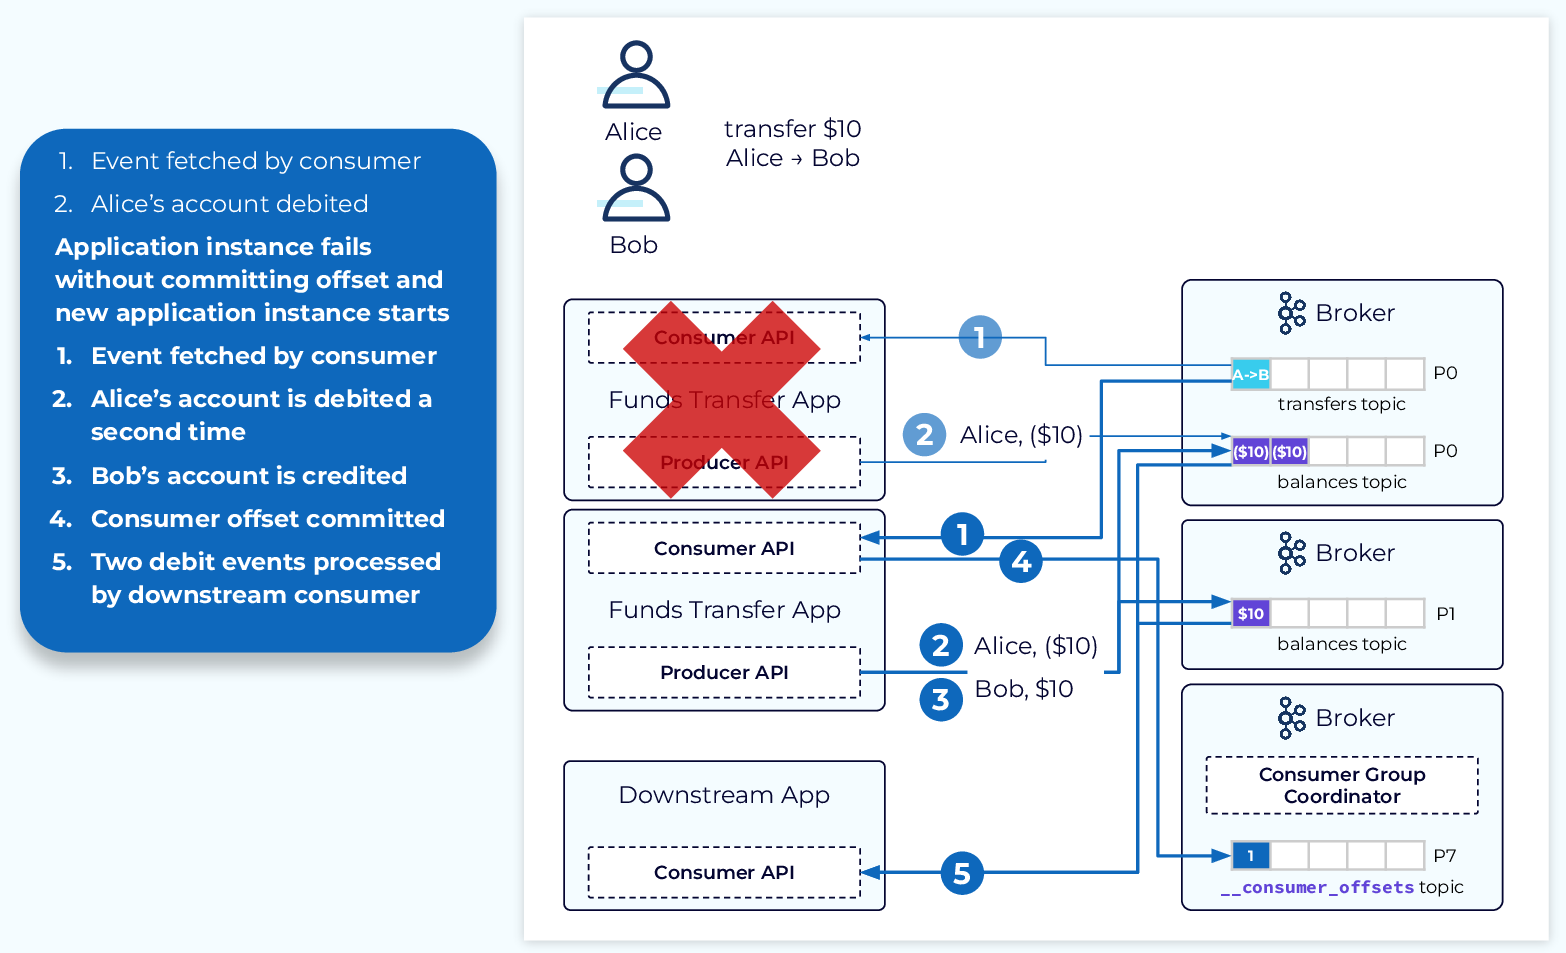 1. Event fetched by consumer
2. Alice’s account debited
Application instance fails
without committing offset and
new application instance starts
1. Event fetched by consumer
2. Alice’s account is debited a
second time
3. Bob’s account is credited
4. Consumer offset committed
5. Two debit events processed
by downstream consumer
Alice
transfer $10
Alice → Bob
Bob
Consumer API
Funds Transfer App
Producer API
1
2 Alice, ($10)
Broker
A->B
P0
transfers topic
($10) ($10)
P0
balances topic
Consumer API
Funds Transfer App
Producer API
1
4
2 Alice, ($10)
3 Bob, $10
Broker
$10
P1
balances topic
Downstream App
Consumer API
5
Broker
Consumer Group
Coordinator
1
P7
__consumer_offsets topic